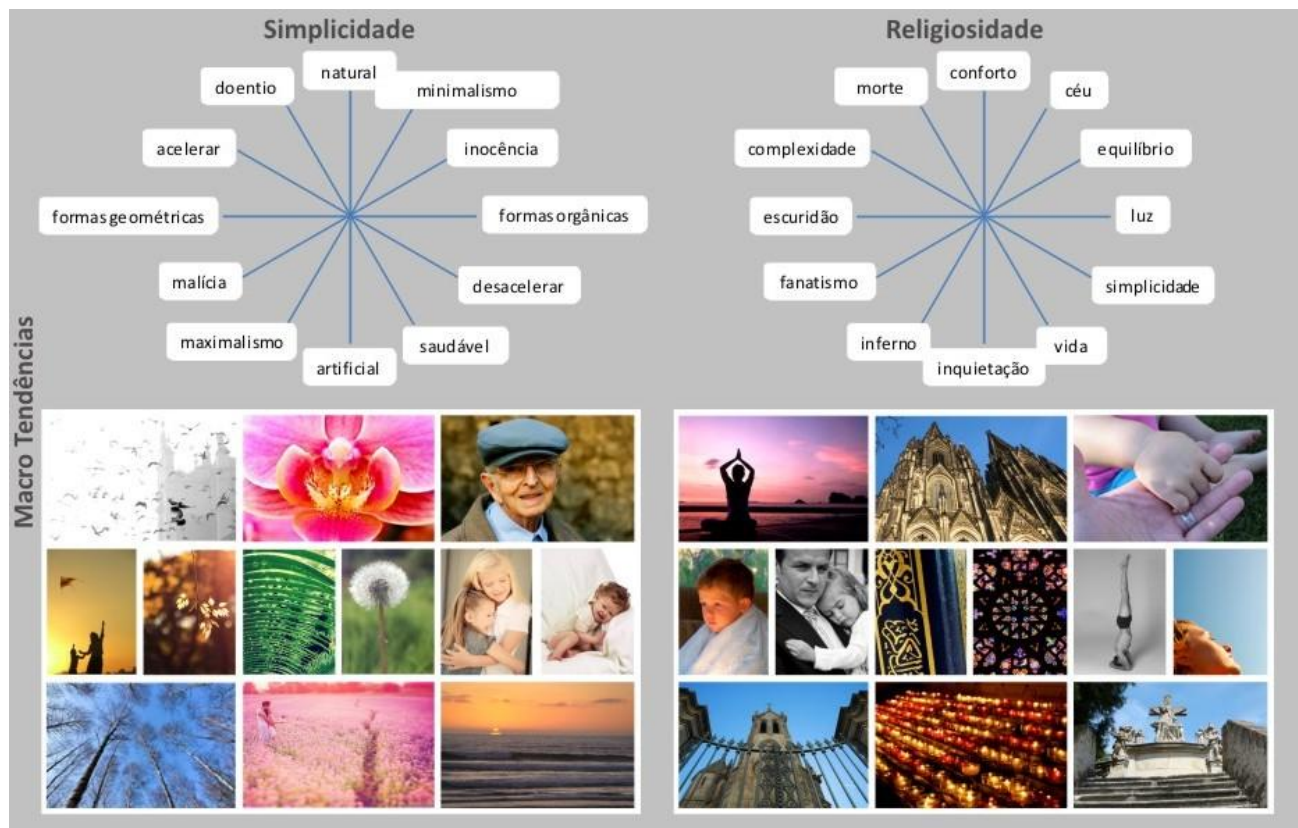 Simplicidade
natural
doentio
minimalismo
acelerar
inocência
formas geométricas
formas orgânicas
malícia
desacelerar
maximalismo
saudável
artificial
Religiosidade
conforto
morte
céu
complexidade
equilíbrio
escuridão
luz
fanatismo
simplicidade
inferno
vida
inquietação
Macro Tendências